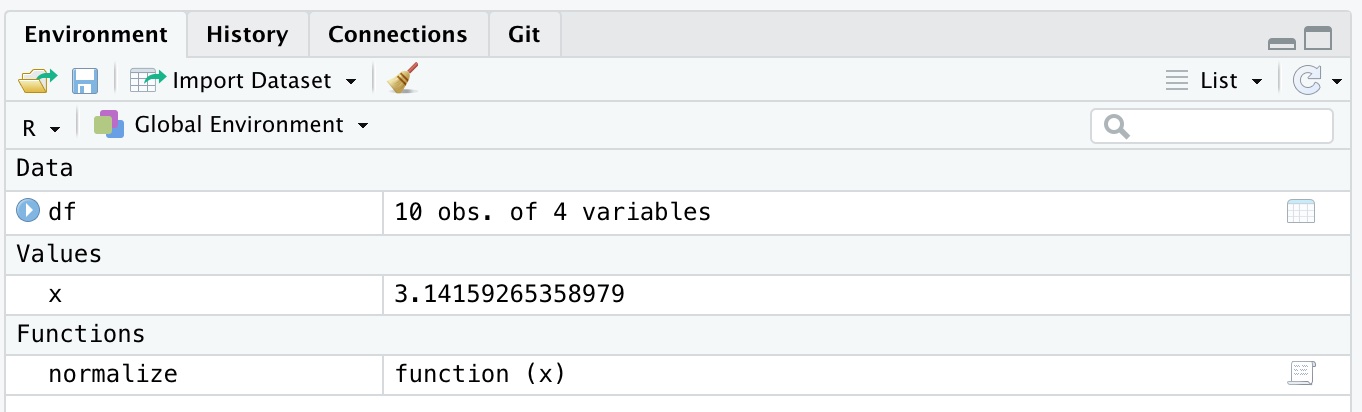 Environment History Connections Git
Import Dataset List
R Global Environment
Data
df 10 obs. of 4 variables
Values
x 3.14159265358979
Functions
normalize function (x)